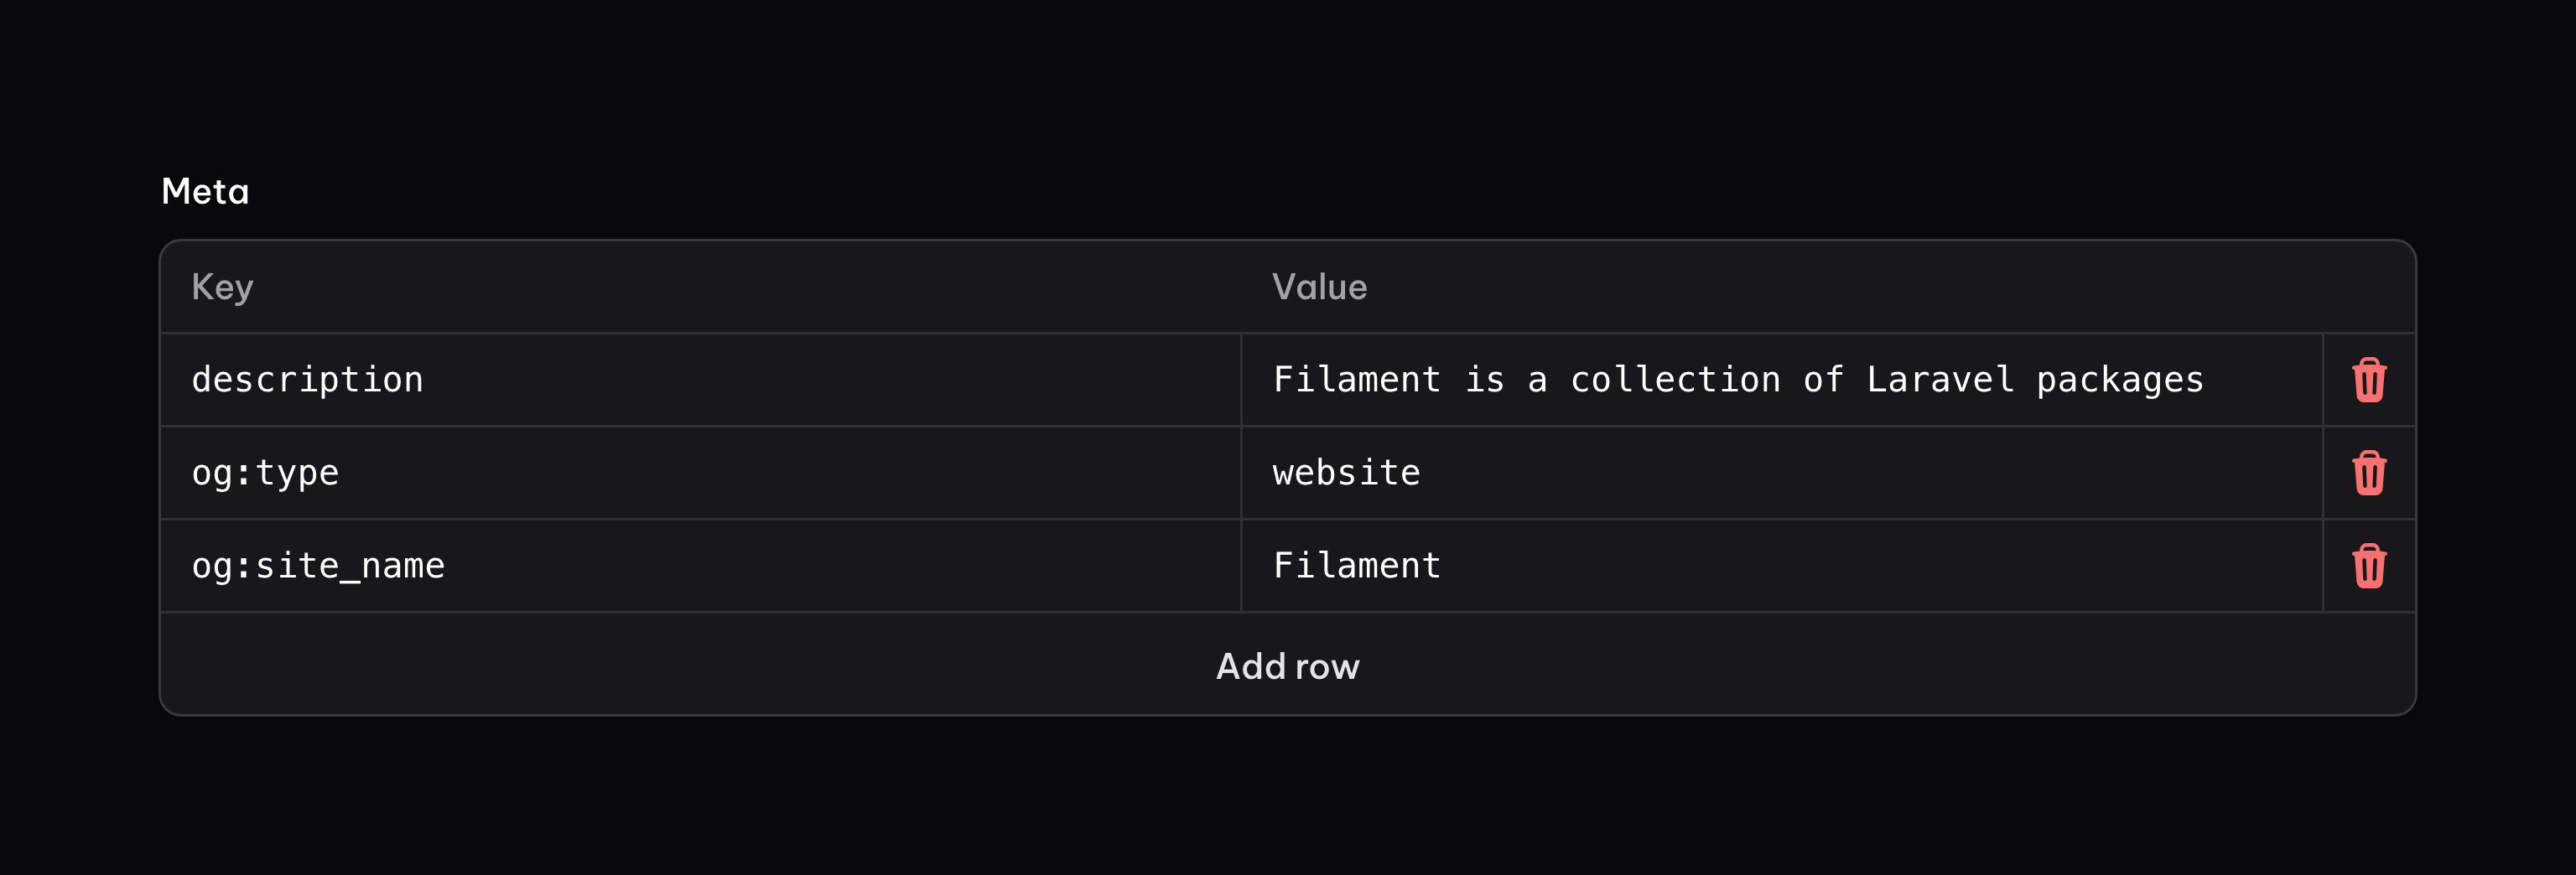 Meta
Key Value
description Filament is a collection of Laravel packages
og:type website
og:site_name Filament
Add row